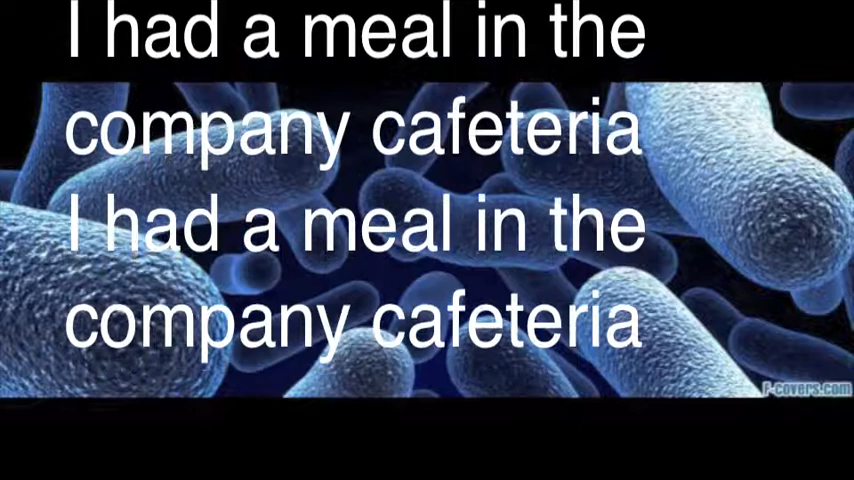 I had a meal in the
company cafeteria
I had a meal in the
company cafeteria
F-covers.com